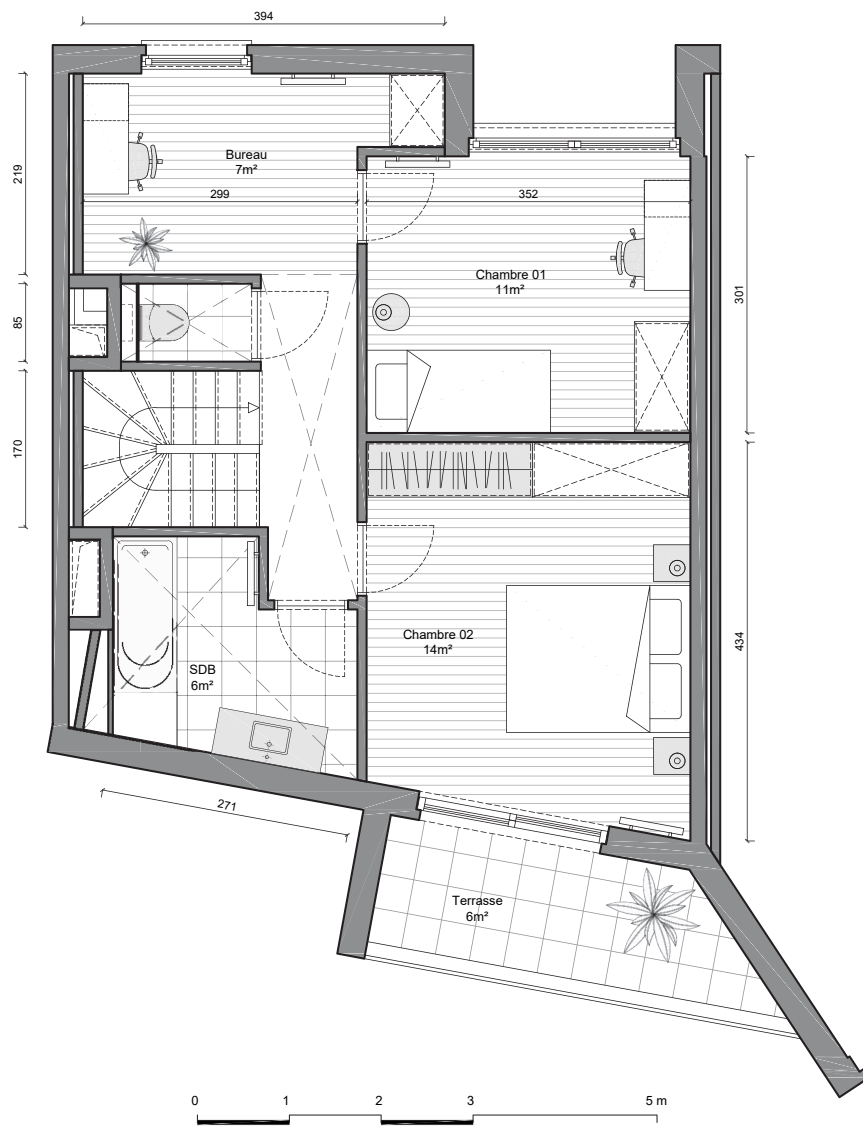 394
219
Bureau
7m²
299
352
Chambre 01
11m²
301
85
170
434
Chambre 02
14m²
SDB
6m²
271
Terrasse
6m²
0 1 2 3 5 m